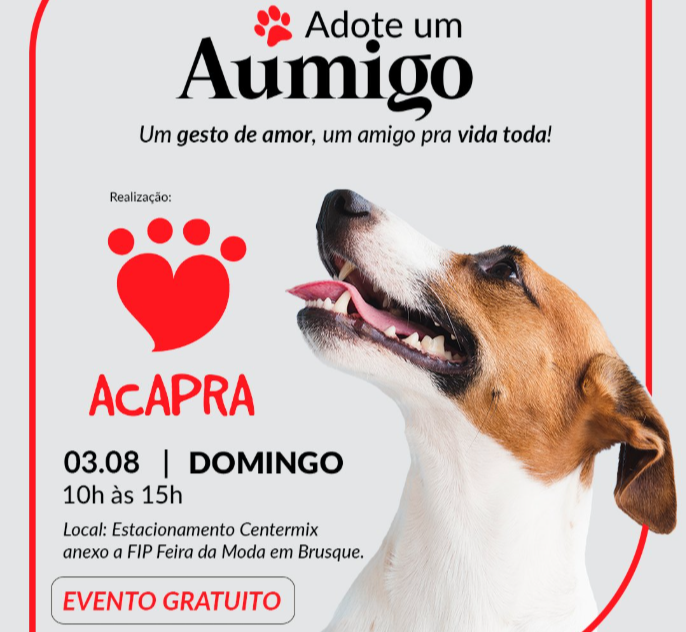 Adote um
Aumigo
Um gesto de amor, um amigo pra vida toda!
Realização:
AcAPRA
03.08 | DOMINGO
10h às 15h
Local: Estacionamento Centermix
anexo a FIP Feira da Moda em Brusque.
EVENTO GRATUITO